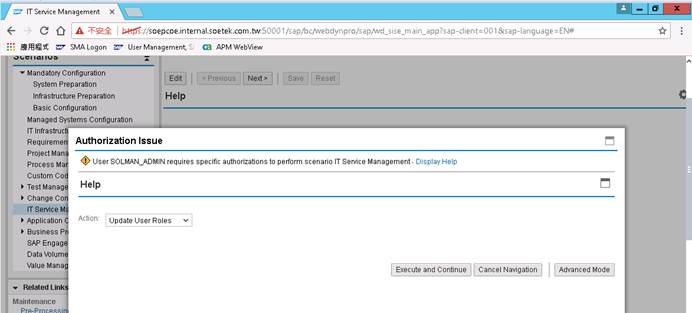 IT Service Management
不安全
https://soepcoe.internal.soetek.com.tw:50001/sap/bc/webdynpro/sap/wd_sise_main_app?sap-client=001&sap-language=EN#
應用程式 SMA Logon User Management, S APM WebView
Scenarios
Mandatory Configuration
System Preparation
Infrastructure Preparation
Basic Configuration
Managed Systems Configuration
IT Infrastruct
Requirement
Project Mana
Process Man
Custom Cod
Test Manage
Change Con
IT Service Ma
Application O
Business Pro
SAP Engage
Data Volume
Value Manag
Related Links
Maintenance
Pre-Processin
Edit < Previous Next > Save Reset
Help
Authorization Issue
User SOLMAN_ADMIN requires specific authorizations to perform scenario IT Service Management - Display Help
Help
Action: Update User Roles
Execute and Continue Cancel Navigation Advanced Mode